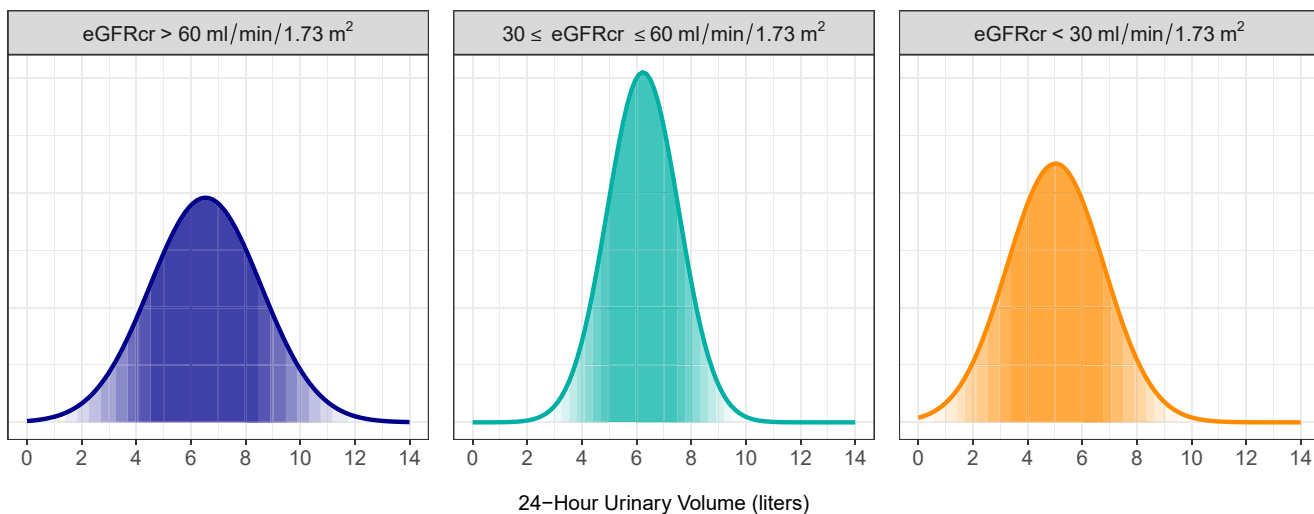 eGFRcr > 60 ml/min/1.73 m²
30 ≤ eGFRcr ≤ 60 ml/min/1.73 m²
eGFRcr < 30 ml/min/1.73 m²
0 2 4 6 8 10 12 14
0 2 4 6 8 10 12 14
0 2 4 6 8 10 12 14
24−Hour Urinary Volume (liters)